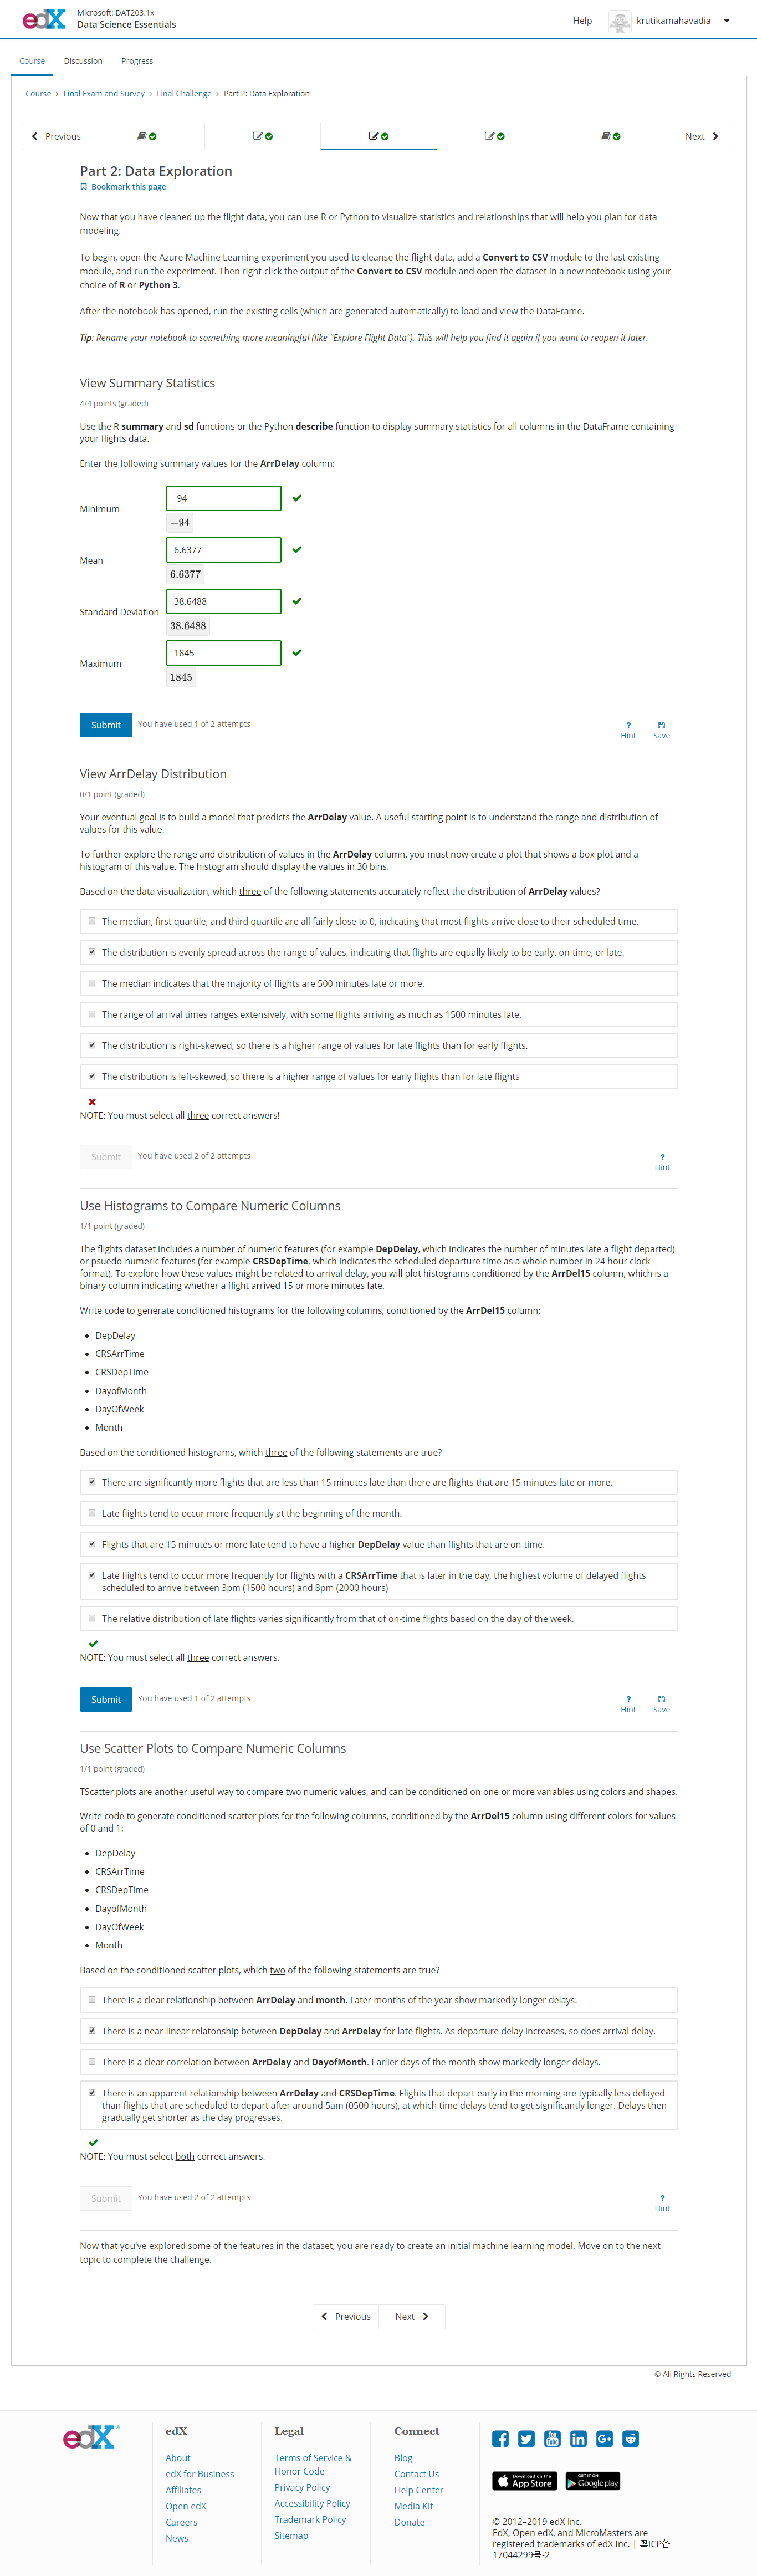 edX
Microsoft: DAT203.1x
Data Science Essentials
Help
krutikamahavadia
Course
Discussion
Progress
Course › Final Exam and Survey › Final Challenge › Part 2: Data Exploration
Previous
Next
Part 2: Data Exploration
Bookmark this page
Now that you have cleaned up the flight data, you can use R or Python to visualize statistics and relationships that will help you plan for data
modeling.
To begin, open the Azure Machine Learning experiment you used to cleanse the flight data, add a Convert to CSV module to the last existing
module, and run the experiment. Then right-click the output of the Convert to CSV module and open the dataset in a new notebook using your
choice of R or Python 3.
After the notebook has opened, run the existing cells (which are generated automatically) to load and view the DataFrame.
Tip: Rename your notebook to something more meaningful (like "Explore Flight Data"). This will help you find it again if you want to reopen it later.
View Summary Statistics
4/4 points (graded)
Use the R summary and sd functions or the Python describe function to display summary statistics for all columns in the DataFrame containing
your flights data.
Enter the following summary values for the ArrDelay column:
Minimum
-94
−94
Mean
6.6377
6.6377
Standard Deviation
38.6488
38.6488
Maximum
1845
1845
Submit
You have used 1 of 2 attempts
? Hint
Save
View ArrDelay Distribution
0/1 point (graded)
Your eventual goal is to build a model that predicts the ArrDelay value. A useful starting point is to understand the range and distribution of
values for this value.
To further explore the range and distribution of values in the ArrDelay column, you must now create a plot that shows a box plot and a
histogram of this value. The histogram should display the values in 30 bins.
Based on the data visualization, which three of the following statements accurately reflect the distribution of ArrDelay values?
The median, first quartile, and third quartile are all fairly close to 0, indicating that most flights arrive close to their scheduled time.
The distribution is evenly spread across the range of values, indicating that flights are equally likely to be early, on-time, or late.
The median indicates that the majority of flights are 500 minutes late or more.
The range of arrival times ranges extensively, with some flights arriving as much as 1500 minutes late.
The distribution is right-skewed, so there is a higher range of values for late flights than for early flights.
The distribution is left-skewed, so there is a higher range of values for early flights than for late flights
NOTE: You must select all three correct answers!
Submit
You have used 2 of 2 attempts
? Hint
Use Histograms to Compare Numeric Columns
1/1 point (graded)
The flights dataset includes a number of numeric features (for example DepDelay, which indicates the number of minutes late a flight departed)
or psuedo-numeric features (for example CRSDepTime, which indicates the scheduled departure time as a whole number in 24 hour clock
format). To explore how these values might be related to arrival delay, you will plot histograms conditioned by the ArrDel15 column, which is a
binary column indicating whether a flight arrived 15 or more minutes late.
Write code to generate conditioned histograms for the following columns, conditioned by the ArrDel15 column:
DepDelay
CRSArrTime
CRSDepTime
DayofMonth
DayOfWeek
Month
Based on the conditioned histograms, which three of the following statements are true?
There are significantly more flights that are less than 15 minutes late than there are flights that are 15 minutes late or more.
Late flights tend to occur more frequently at the beginning of the month.
Flights that are 15 minutes or more late tend to have a higher DepDelay value than flights that are on-time.
Late flights tend to occur more frequently for flights with a CRSArrTime that is later in the day, the highest volume of delayed flights
scheduled to arrive between 3pm (1500 hours) and 8pm (2000 hours)
The relative distribution of late flights varies significantly from that of on-time flights based on the day of the week.
NOTE: You must select all three correct answers.
Submit
You have used 1 of 2 attempts
? Hint
Save
Use Scatter Plots to Compare Numeric Columns
1/1 point (graded)
TScatter plots are another useful way to compare two numeric values, and can be conditioned on one or more variables using colors and shapes.
Write code to generate conditioned scatter plots for the following columns, conditioned by the ArrDel15 column using different colors for values
of 0 and 1:
DepDelay
CRSArrTime
CRSDepTime
DayofMonth
DayOfWeek
Month
Based on the conditioned scatter plots, which two of the following statements are true?
There is a clear relationship between ArrDelay and month. Later months of the year show markedly longer delays.
There is a near-linear relatonship between DepDelay and ArrDelay for late flights. As departure delay increases, so does arrival delay.
There is a clear correlation between ArrDelay and DayofMonth. Earlier days of the month show markedly longer delays.
There is an apparent relationship between ArrDelay and CRSDepTime. Flights that depart early in the morning are typically less delayed
than flights that are scheduled to depart after around 5am (0500 hours), at which time delays tend to get significantly longer. Delays then
gradually get shorter as the day progresses.
NOTE: You must select both correct answers.
Submit
You have used 2 of 2 attempts
? Hint
Now that you've explored some of the features in the dataset, you are ready to create an initial machine learning model. Move on to the next
topic to complete the challenge.
Previous
Next
© All Rights Reserved
edX
edX
About
edX for Business
Affiliates
Open edX
Careers
News
Legal
Terms of Service &
Honor Code
Privacy Policy
Accessibility Policy
Trademark Policy
Sitemap
Connect
Blog
Contact Us
Help Center
Media Kit
Donate
You Tube
in
G+
Download on the
App Store
GET IT ON
Google play
© 2012–2019 edX Inc.
EdX, Open edX, and MicroMasters are
registered trademarks of edX Inc. | 粤ICP备
17044299号-2